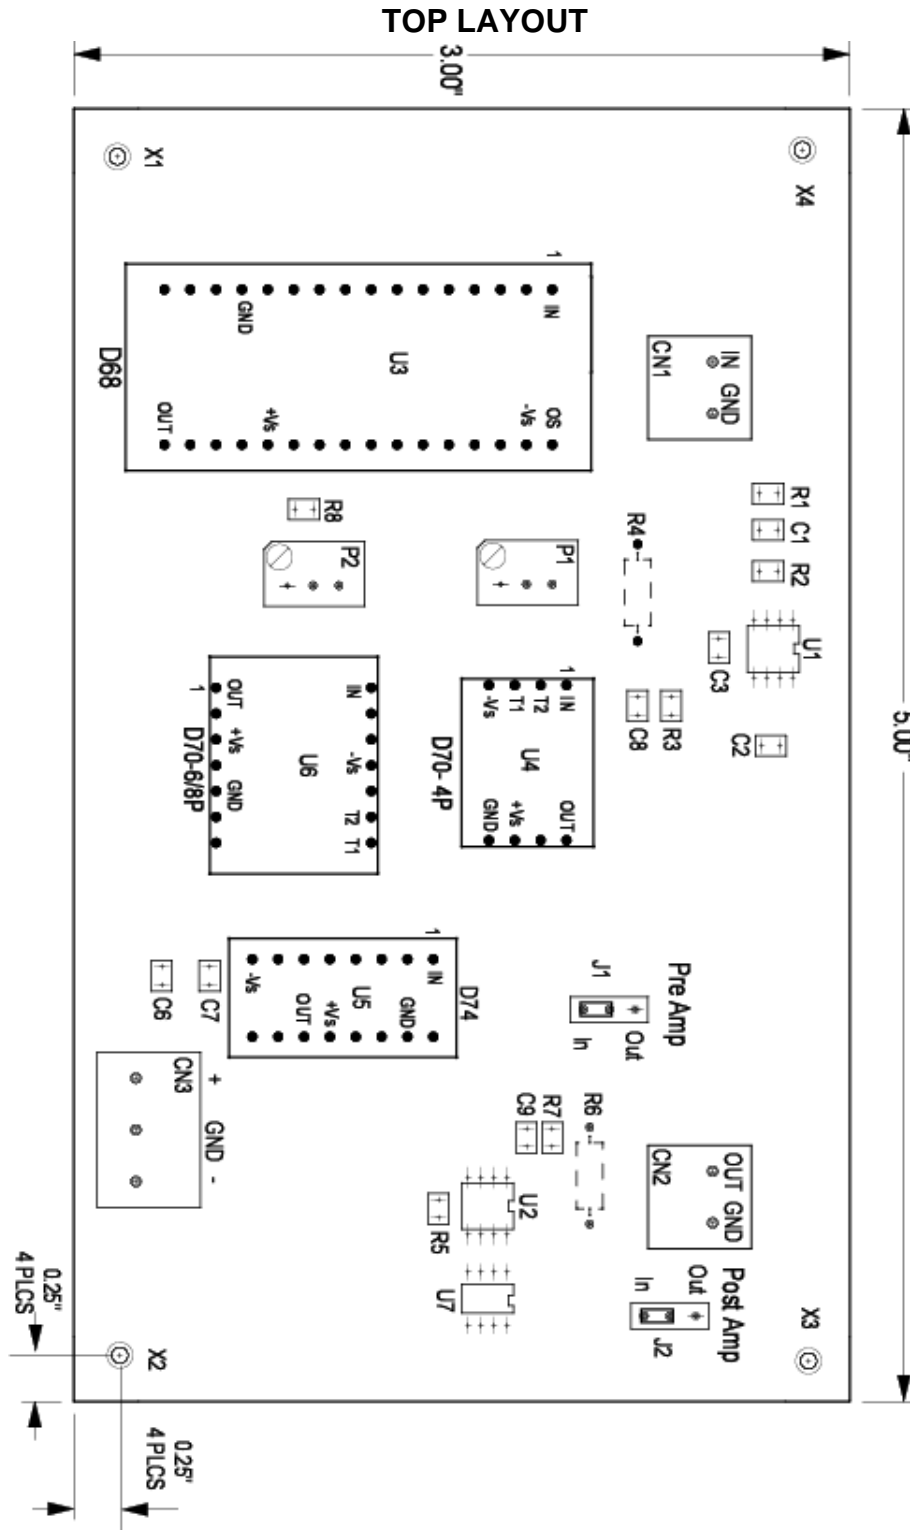 TOP LAYOUT
3.00"
5.00"
X1
X4
1
IN
GND
U3
D68
OUT
+Vs
-Vs
OS
CN1
IN
GND
R1
C1
R2
R8
P2
P1
R4
U1
C3
C8
R3
C2
1
OUT
+Vs
GND
D70-6/8P
U6
IN
-Vs
T2
T1
1
IN
T2
T1
-Vs
U4
D70- 4P
GND
+Vs
OUT
1
IN
-Vs
U5
OUT
+Vs
GND
D74
C6
C7
J1
Pre Amp
In
Out
CN3
+
GND
-
C9
R7
R6
CN2
OUT
GND
U2
R5
U7
In
Out
Post Amp
J2
X3
X2
0.25"
4 PLCS
0.25"
4 PLCS